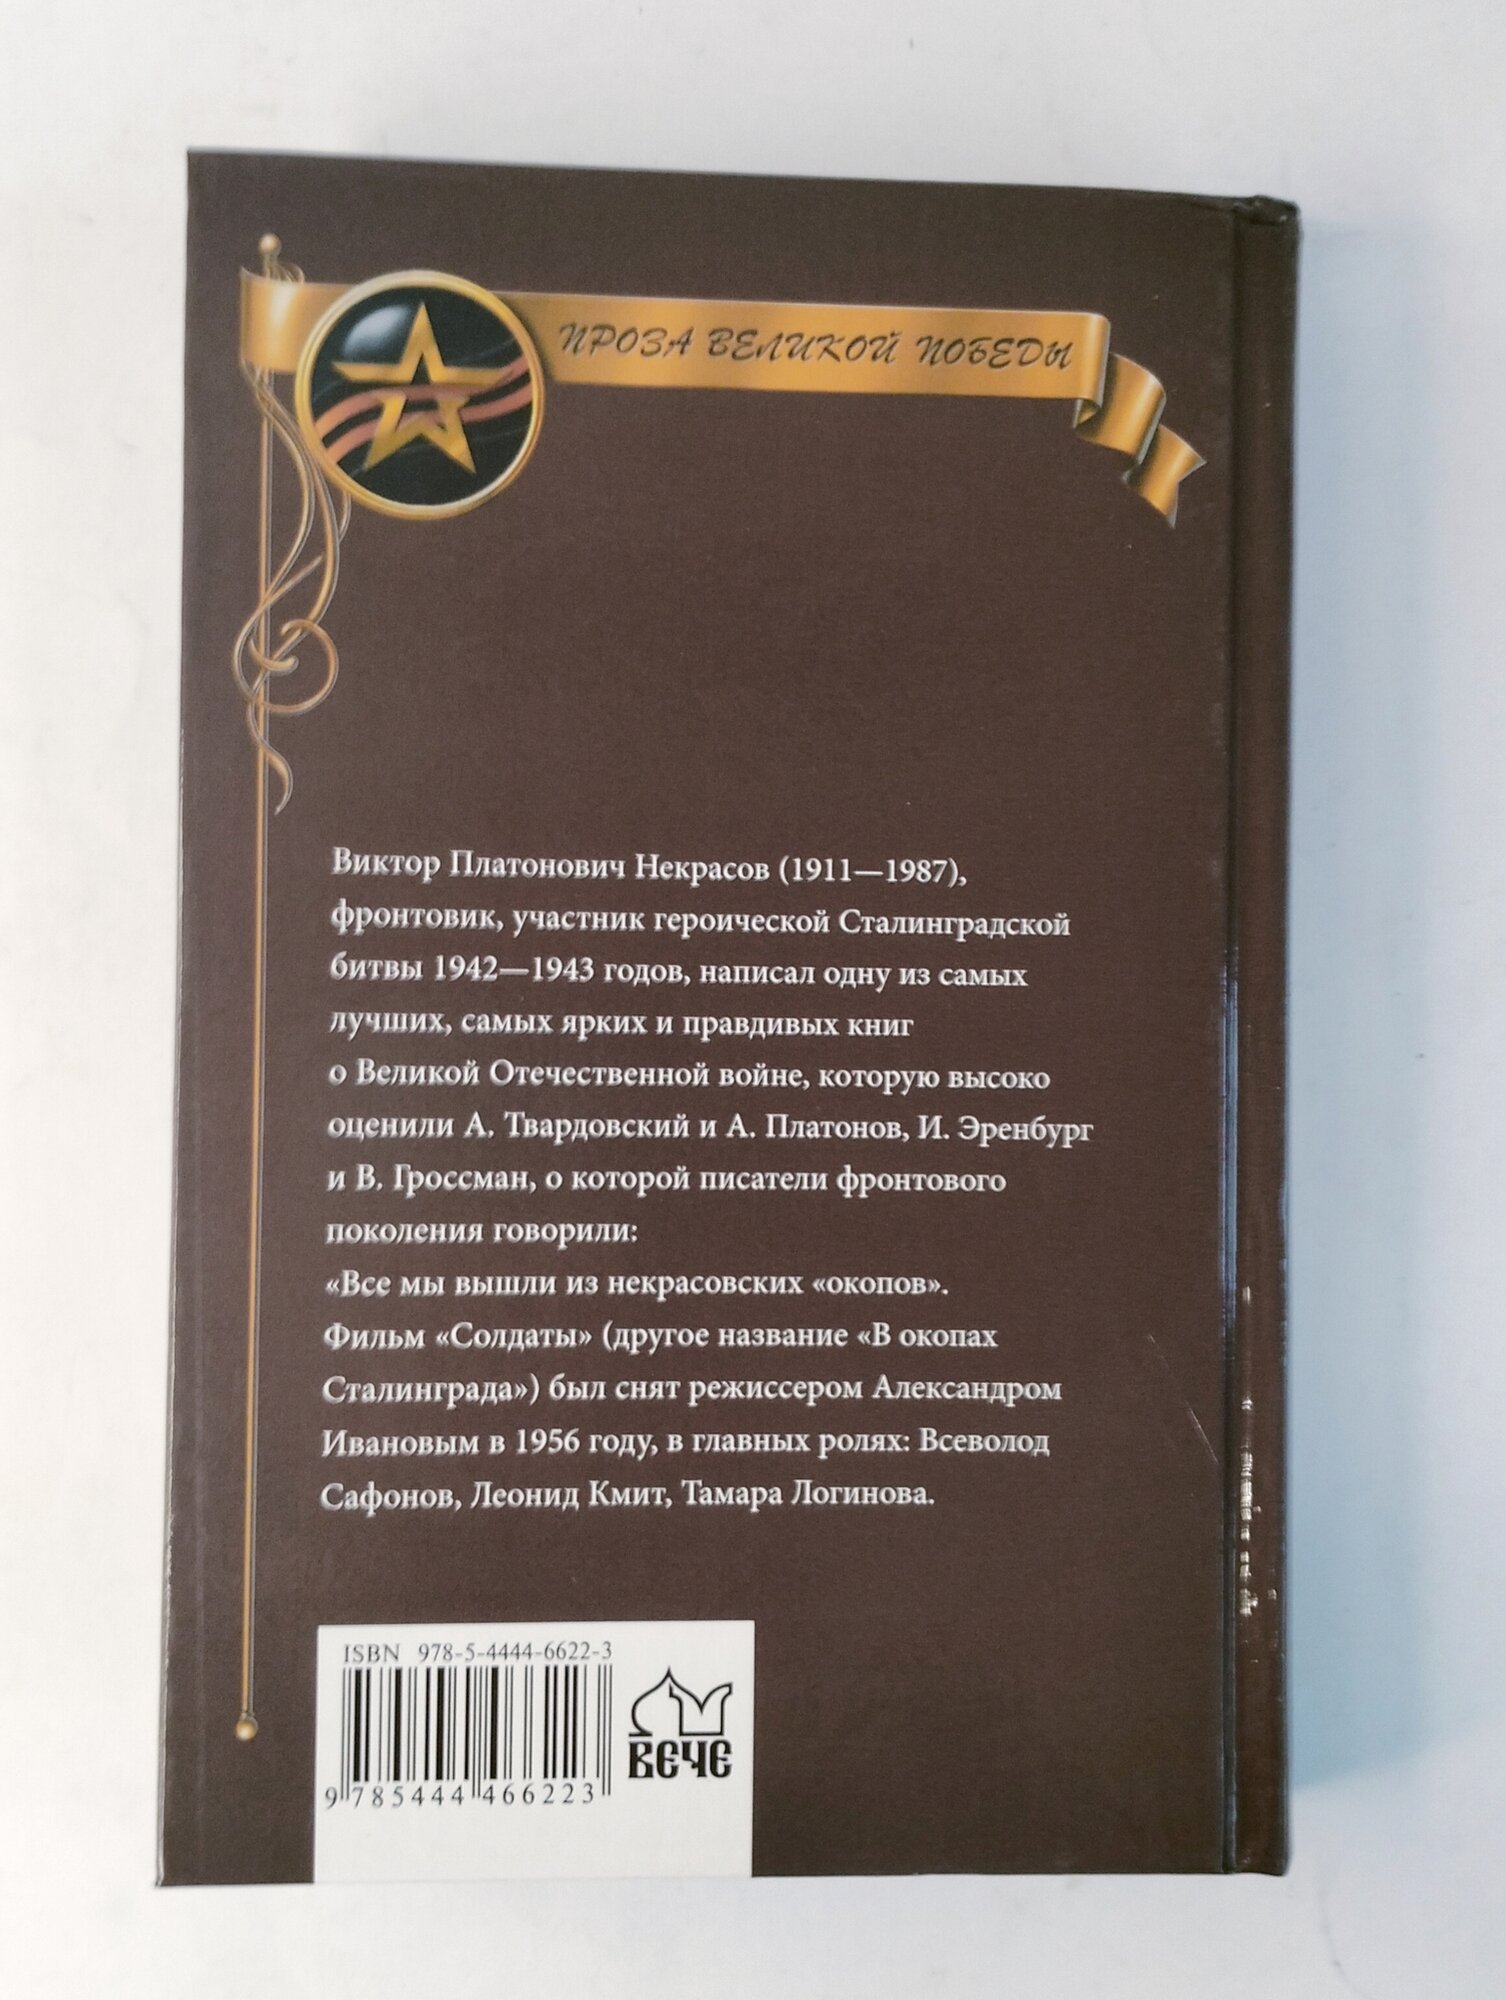 ПРОЗА ВЕЛИКОЙ ПОБЕДЫ
Виктор Платонович Некрасов (1911—1987),
фронтовик, участник героической Сталинградской
битвы 1942—1943 годов, написал одну из самых
лучших, самых ярких и правдивых книг
о Великой Отечественной войне, которую высоко
оценили А. Твардовский и А. Платонов, И. Эренбург
и В. Гроссман, о которой писатели фронтового
поколения говорили:
«Все мы вышли из некрасовских «окопов».
Фильм «Солдаты» (другое название «В окопах
Сталинграда») был снят режиссером Александром
Ивановым в 1956 году, в главных ролях: Всеволод
Сафонов, Леонид Кмит, Тамара Логинова.
ISBN 978-5-4444-6622-3
ВЕЧЕ
9 785444 466223